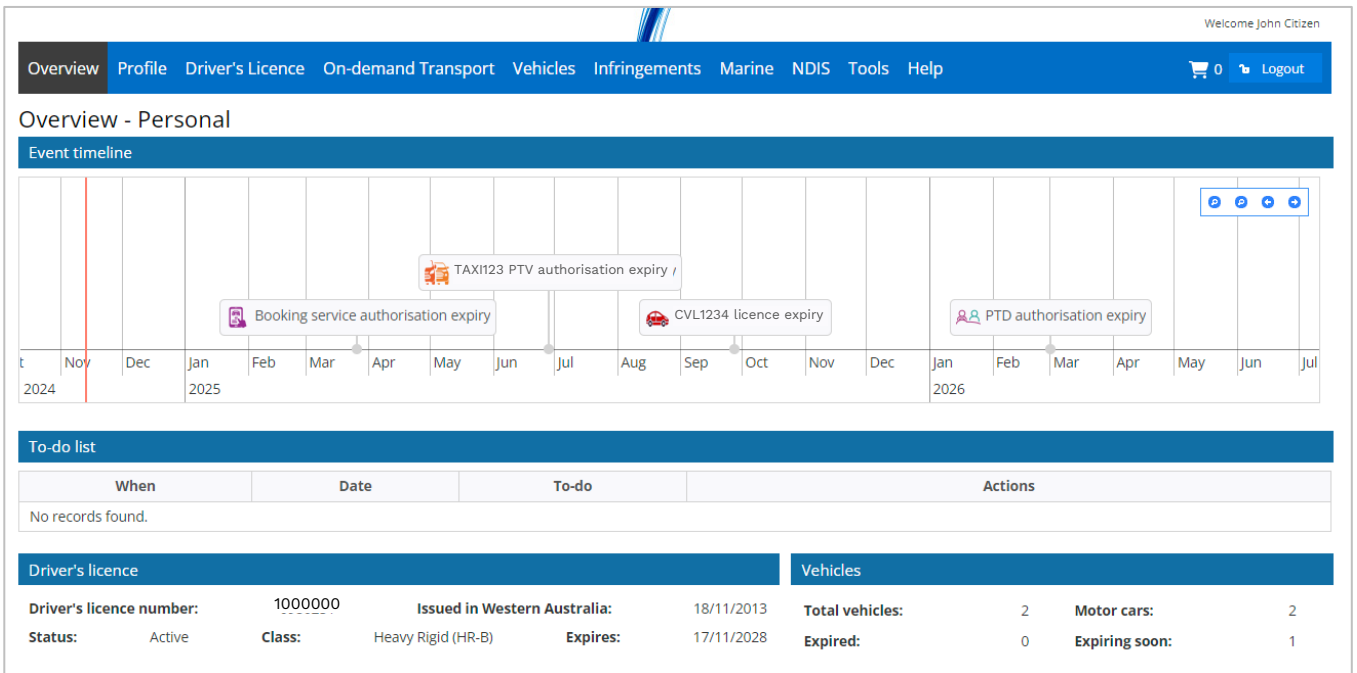 Welcome John Citizen
Overview Profile Driver's Licence On-demand Transport Vehicles Infringements Marine NDIS Tools Help 0 Logout
Overview - Personal
Event timeline
TAXI123 PTV authorisation expiry
Booking service authorisation expiry CVL1234 licence expiry PTD authorisation expiry
t Nov Dec Jan Feb Mar Apr May Jun Jul Aug Sep Oct Nov Dec Jan Feb Mar Apr May Jun Jul
2024 2025 2026
To-do list
When Date To-do Actions
No records found.
Driver's licence Vehicles
Driver's licence number: 1000000 Issued in Western Australia: 18/11/2013 Total vehicles: 2 Motor cars: 2
Status: Active Class: Heavy Rigid (HR-B) Expires: 17/11/2028 Expired: 0 Expiring soon: 1